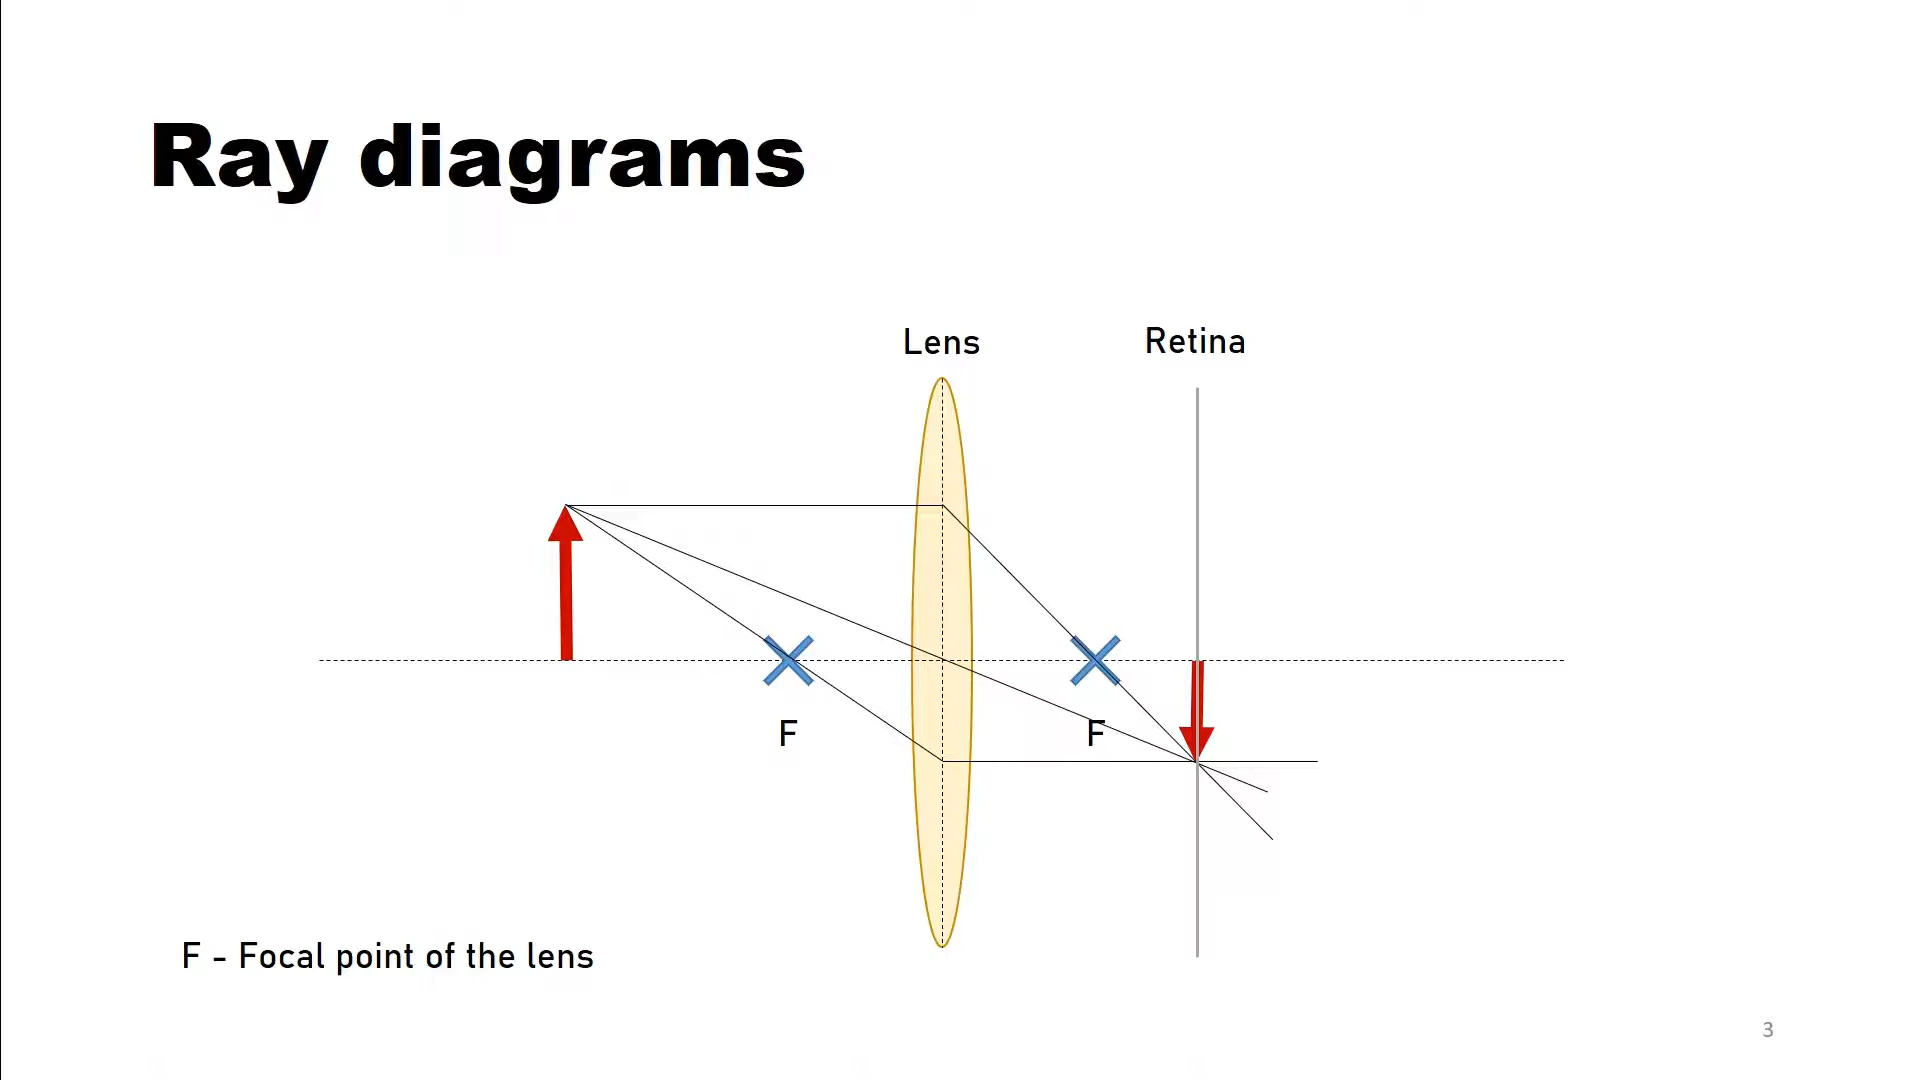 Ray diagrams
Lens
Retina
F
F
F - Focal point of the lens
3